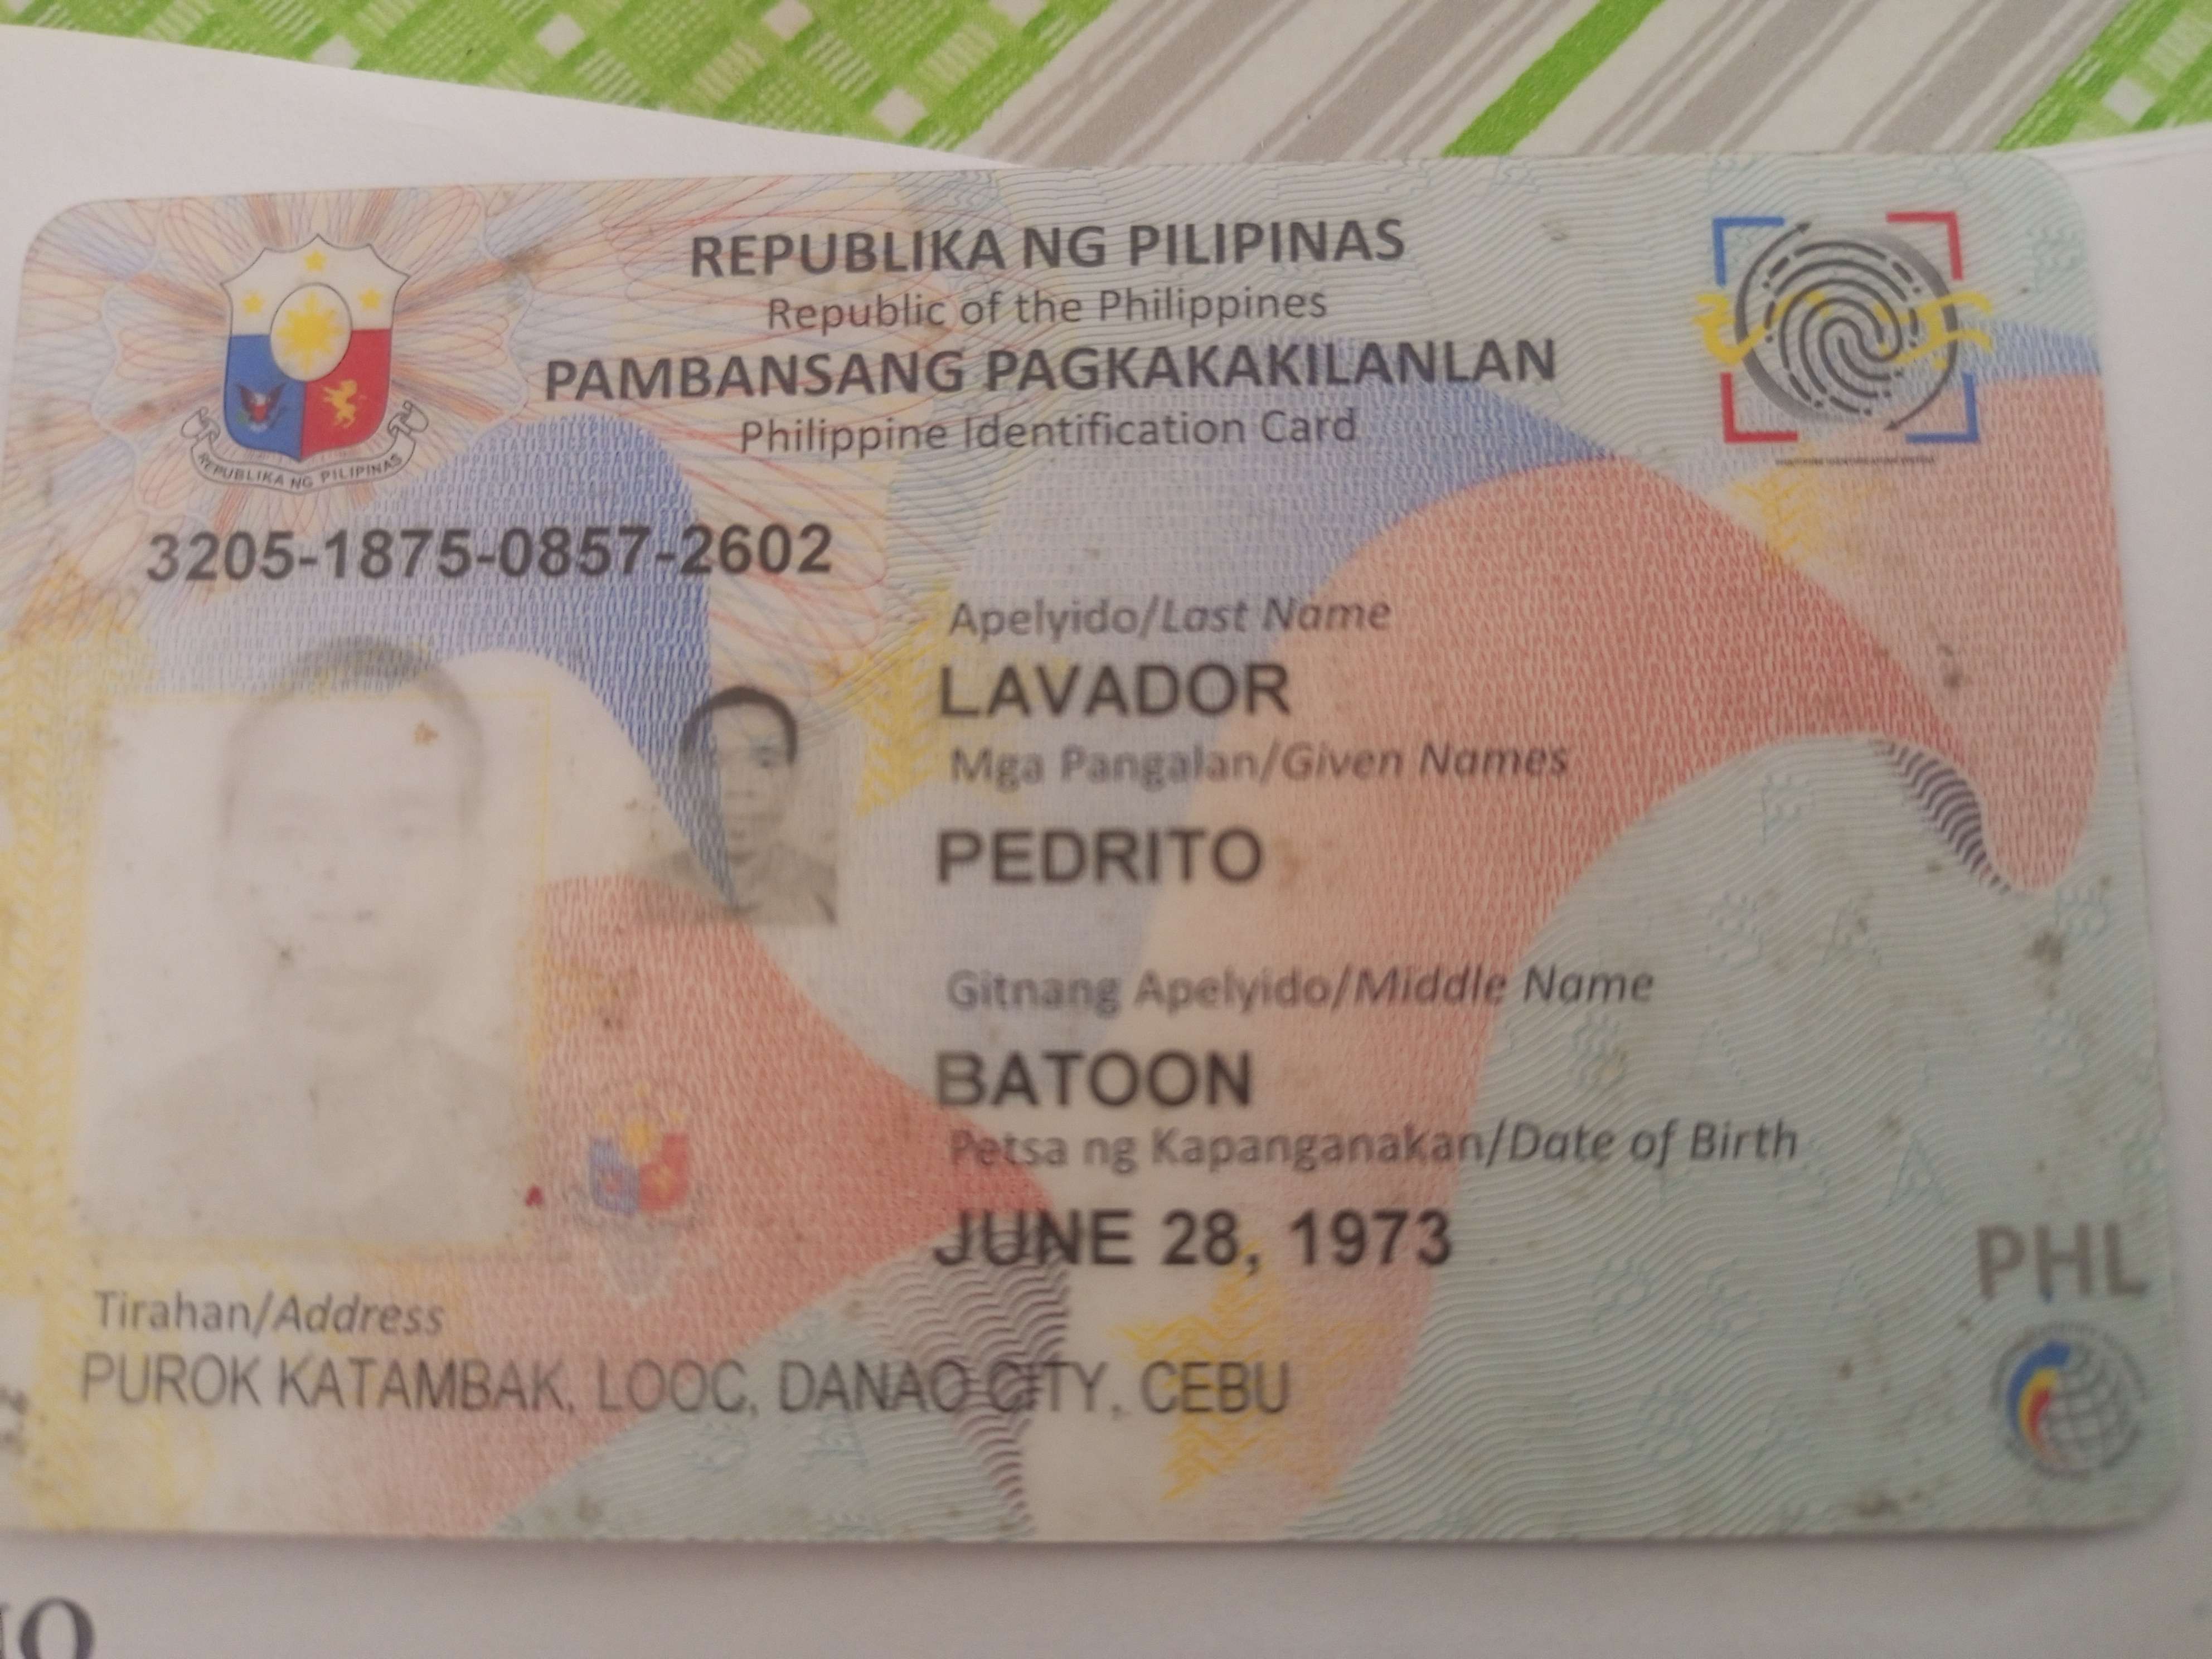 REPUBLIKA NG PILIPINAS
Republic of the Philippines
PAMBANSANG PAGKAKAKILANLAN
Philippine Identification Card
REPUBLIKA NG PILIPINAS
3205-1875-0857-2602
Apelyido/Last Name
LAVADOR
Mga Pangalan/Given Names
PEDRITO
Gitnang Apelyido/Middle Name
BATOON
Petsa ng Kapanganakan/Date of Birth
JUNE 28, 1973
PHL
Tirahan/Address
PUROK KATAMBAK, LOOC, DANAO CITY, CEBU